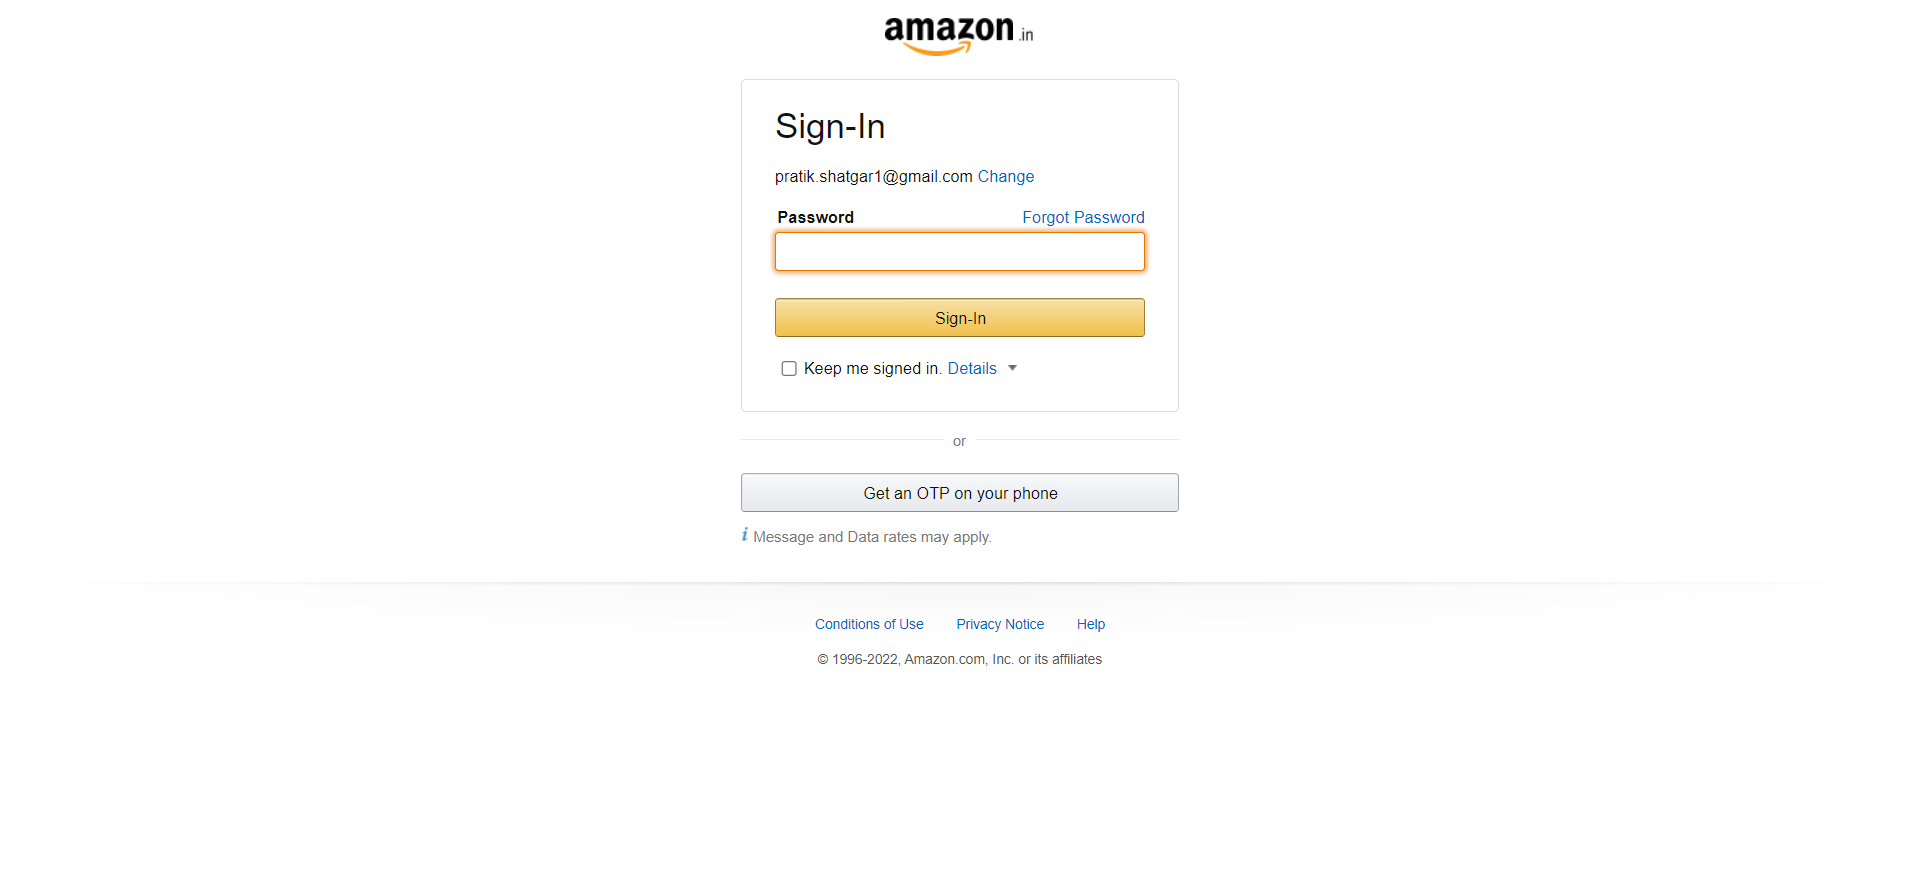 amazon.in
Sign-In
pratik.shatgar1@gmail.com Change
Password Forgot Password
Sign-In
Keep me signed in. Details
or
Get an OTP on your phone
i Message and Data rates may apply.
Conditions of Use Privacy Notice Help
© 1996-2022, Amazon.com, Inc. or its affiliates